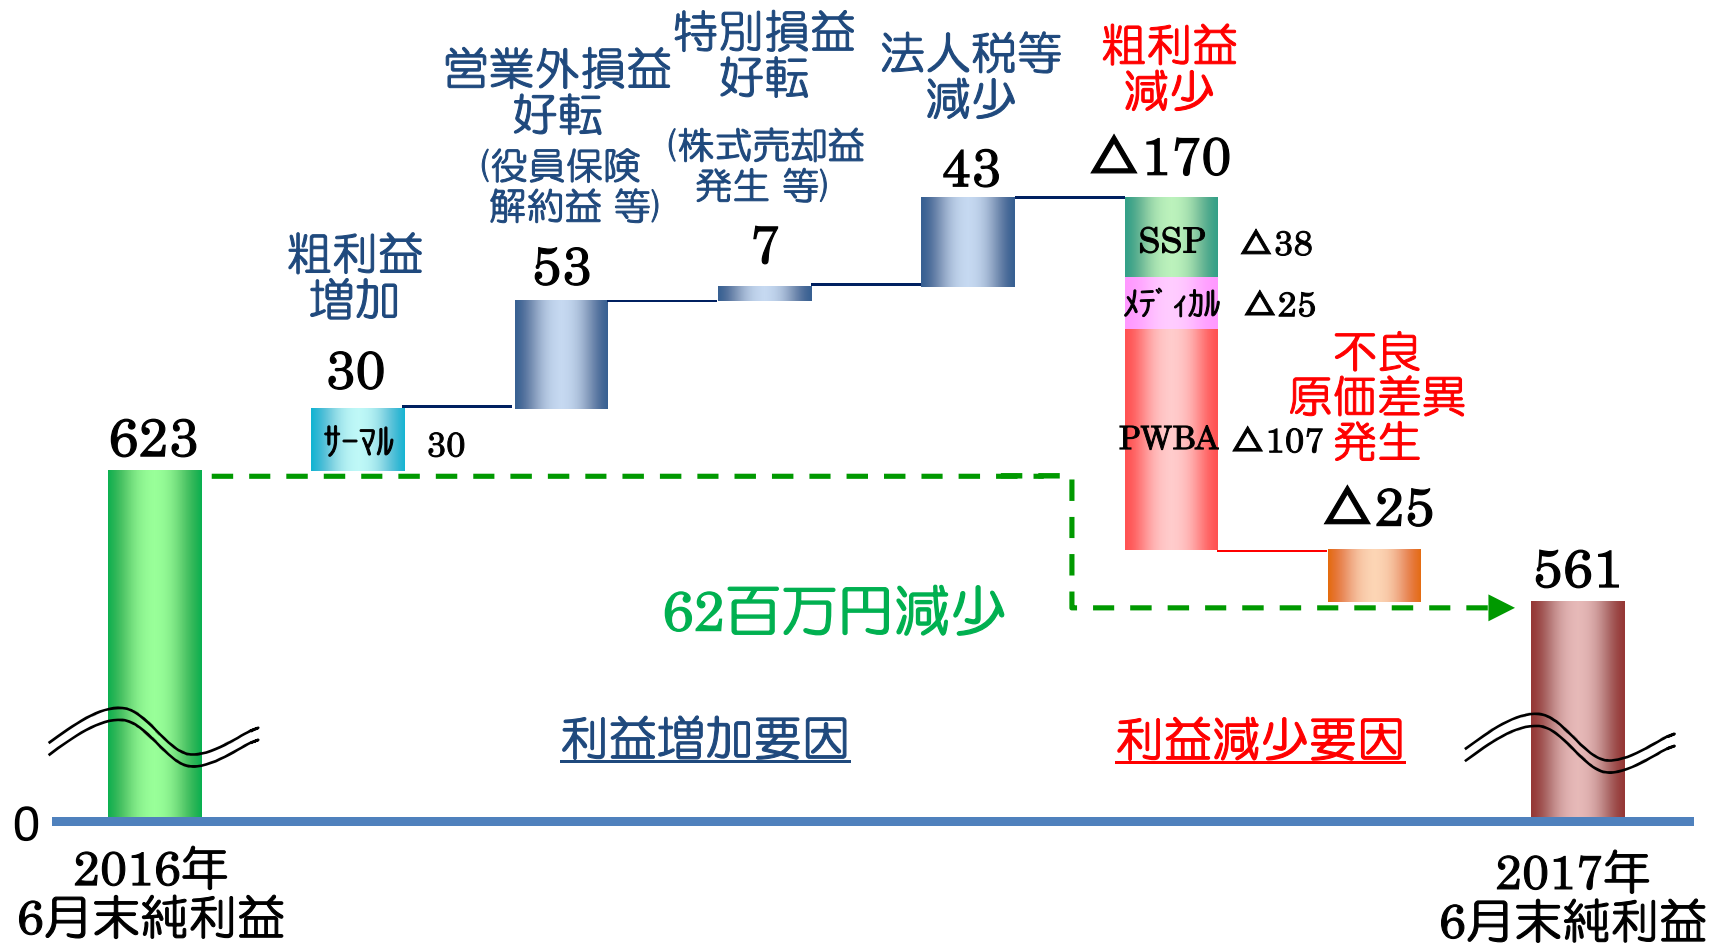 特別損益
好転
(株式売却益
発生 等)
7
営業外損益
好転
(役員保険
解約益 等)
53
法人税等
減少
43
粗利益
減少
△170
SSP
△38
ﾒﾃﾞｨｶﾙ
△25
PWBA
△107
粗利益
増加
30
ｻｰﾏﾙ
30
不良
原価差異
発生
△25
623
561
62百万円減少
利益増加要因
利益減少要因
0
2016年
6月末純利益
2017年
6月末純利益